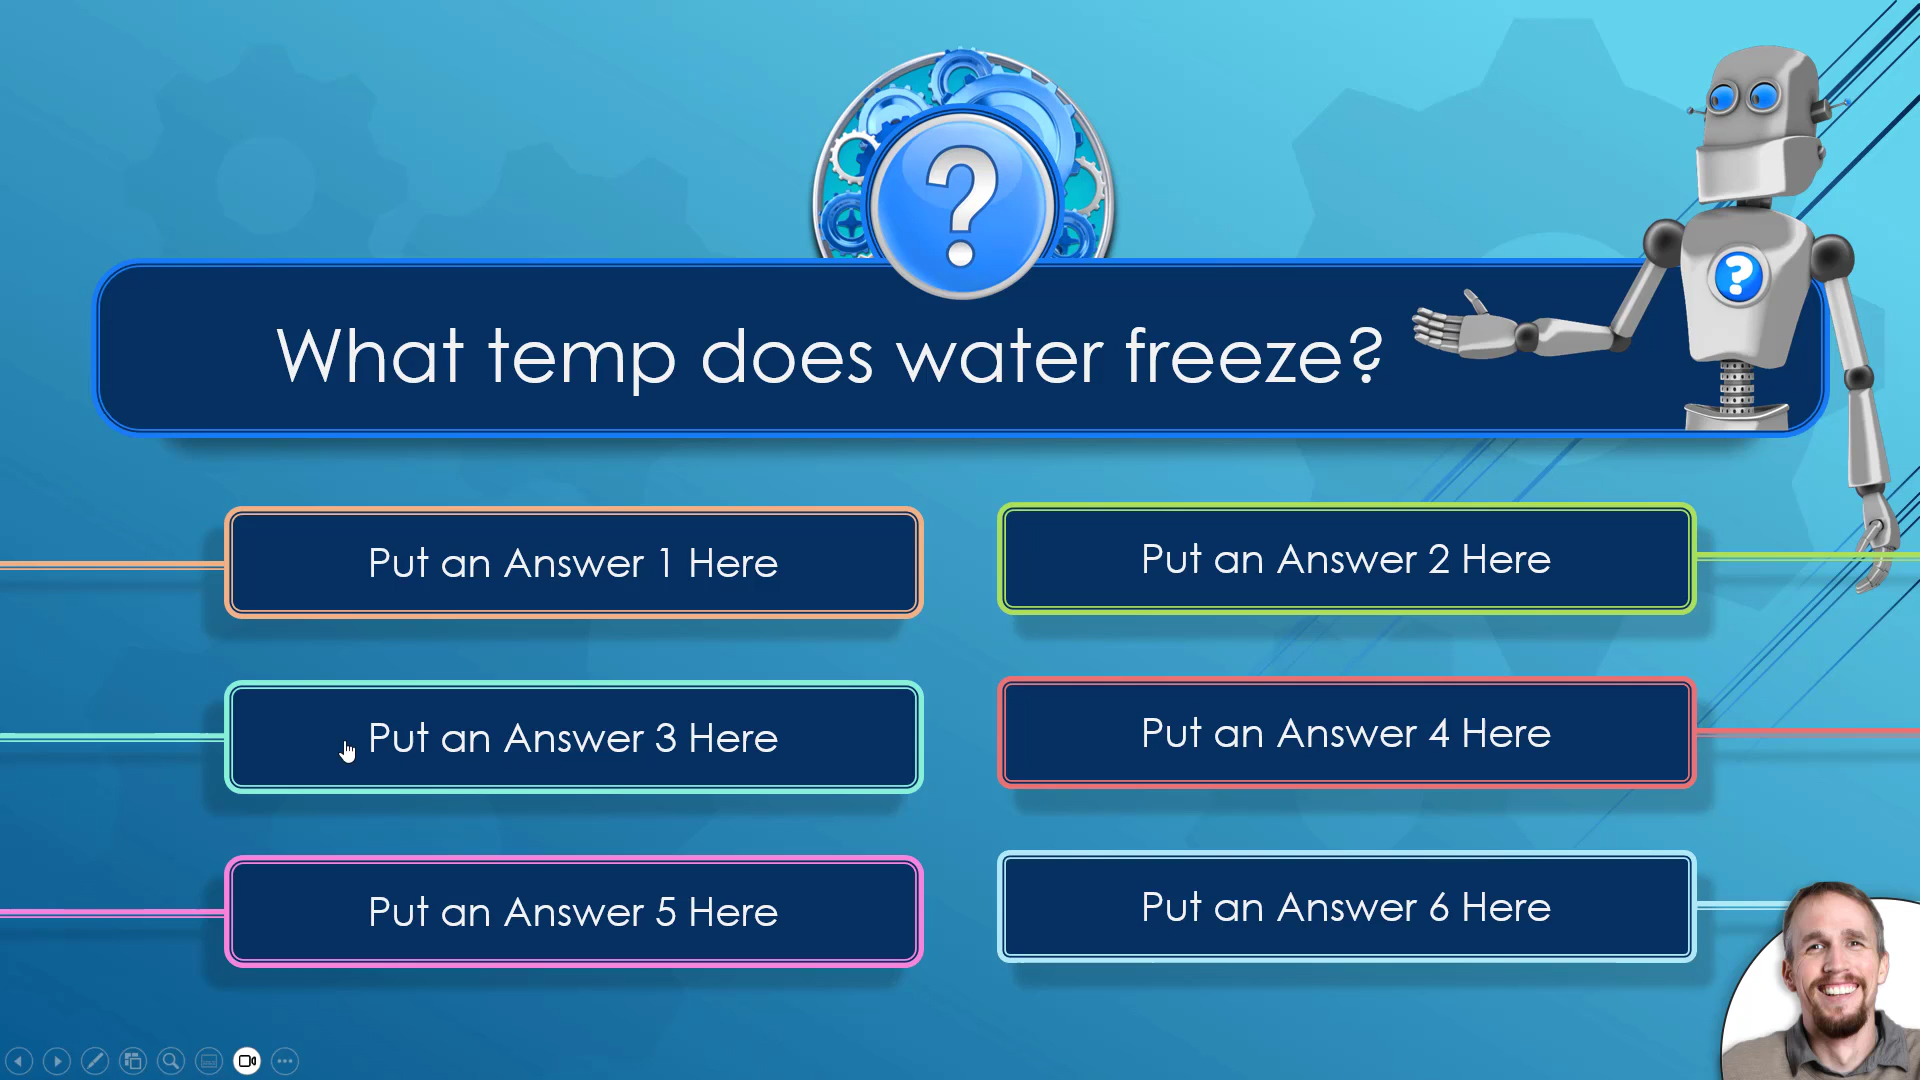 ?
?
What temp does water freeze?
Put an Answer 1 Here
Put an Answer 2 Here
Put an Answer 3 Here
Put an Answer 4 Here
Put an Answer 5 Here
Put an Answer 6 Here